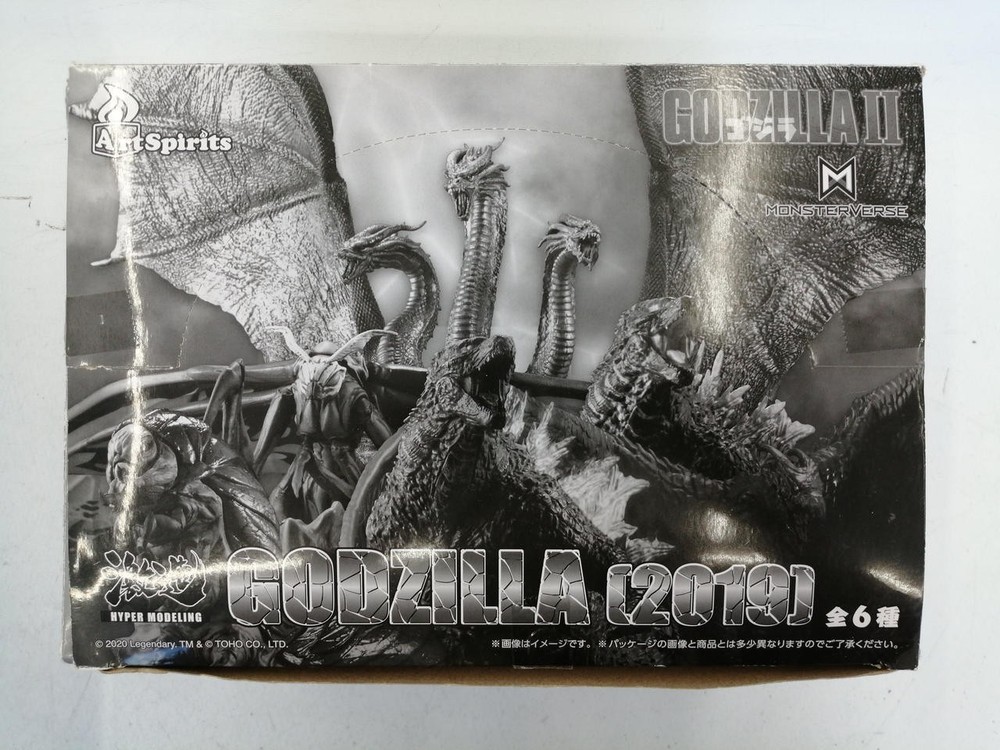 ArtSpirits
GODZILLA II
ゴジラ
MONSTERVERSE
HYPER MODELING
GODZILLA [2019]
全6種
© 2020 Legendary. TM & © TOHO CO., LTD.
※画像はイメージです。※パッケージの画像と商品とは多少異なりますのでご了承ください。